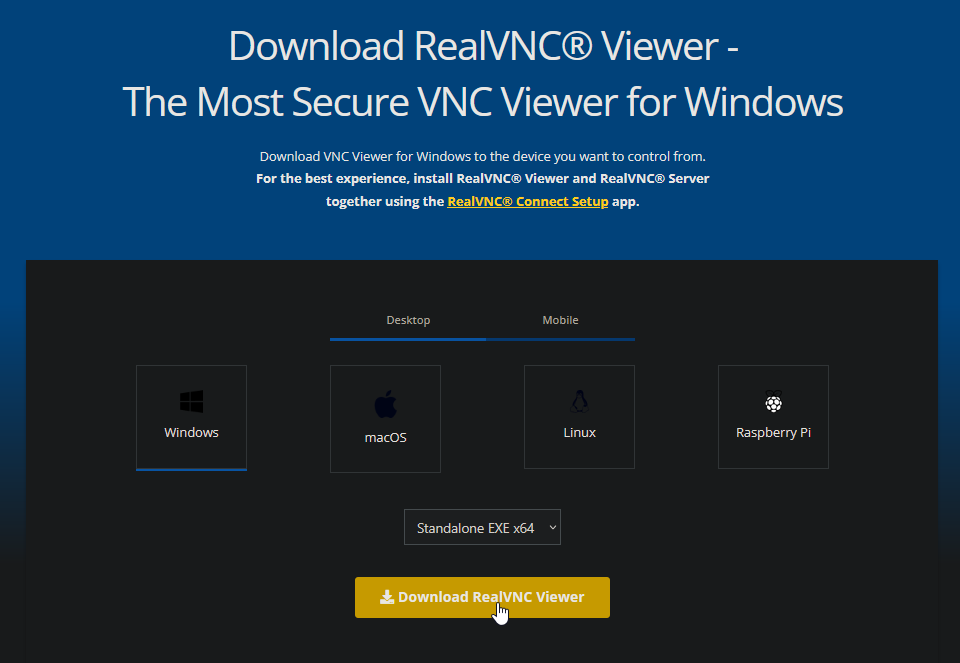 Download RealVNC® Viewer -
The Most Secure VNC Viewer for Windows
Download VNC Viewer for Windows to the device you want to control from.
For the best experience, install RealVNC® Viewer and RealVNC® Server
together using the RealVNC® Connect Setup app.
Desktop
Mobile
Windows
macOS
Linux
Raspberry Pi
Standalone EXE x64
Download RealVNC Viewer